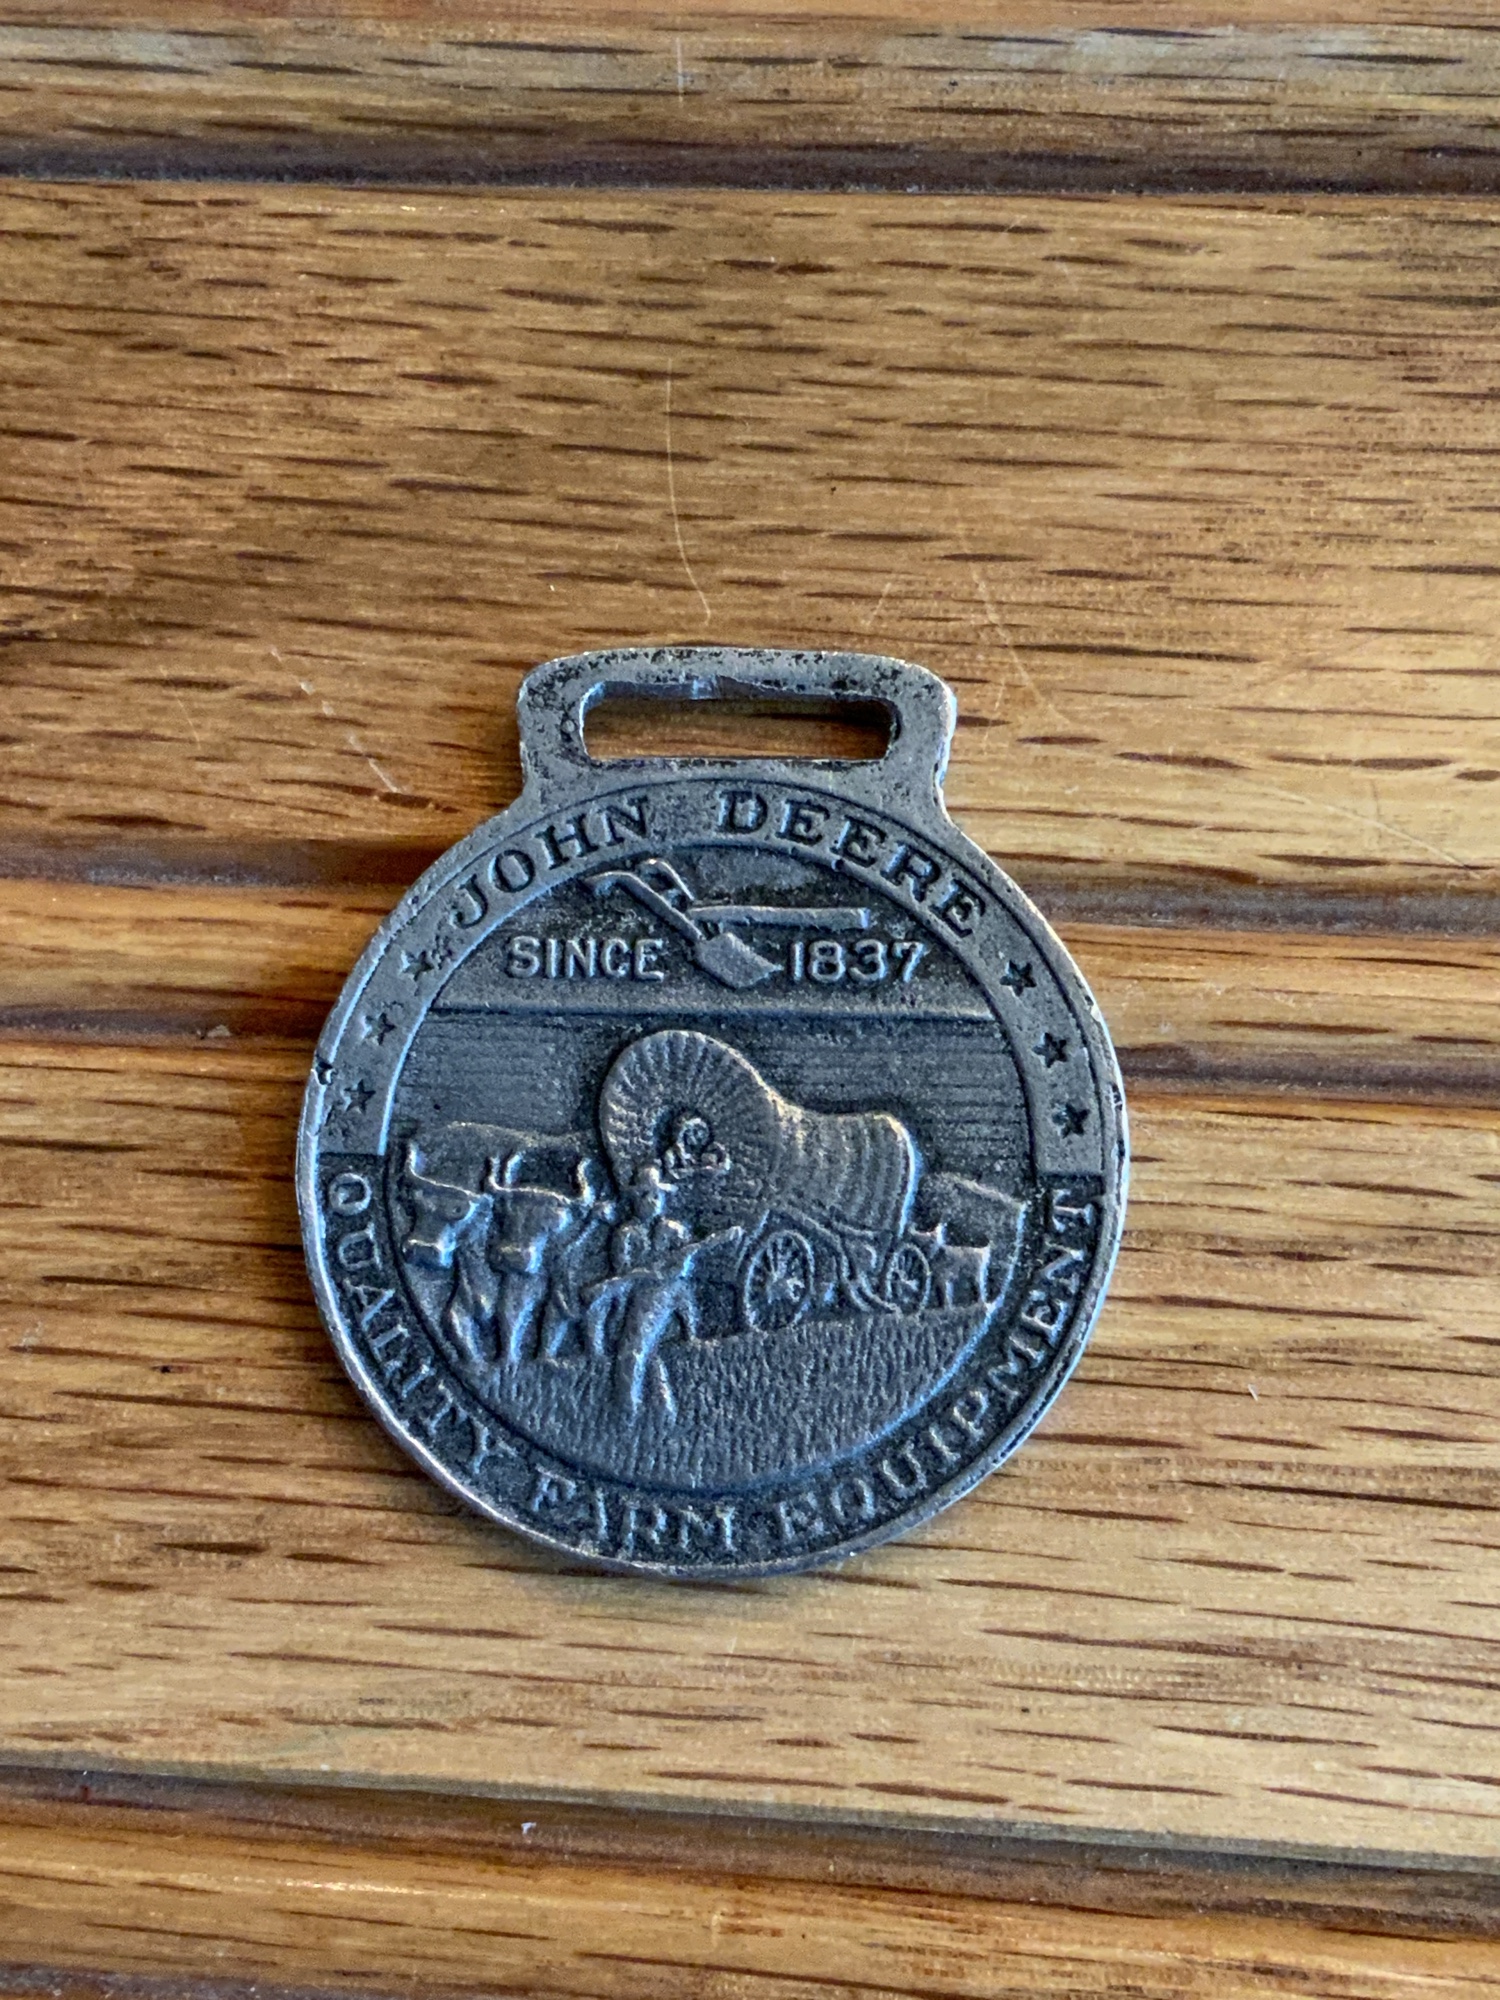 JOHN DEERE
SINCE 1837
QUALITY FARM EQUIPMENT